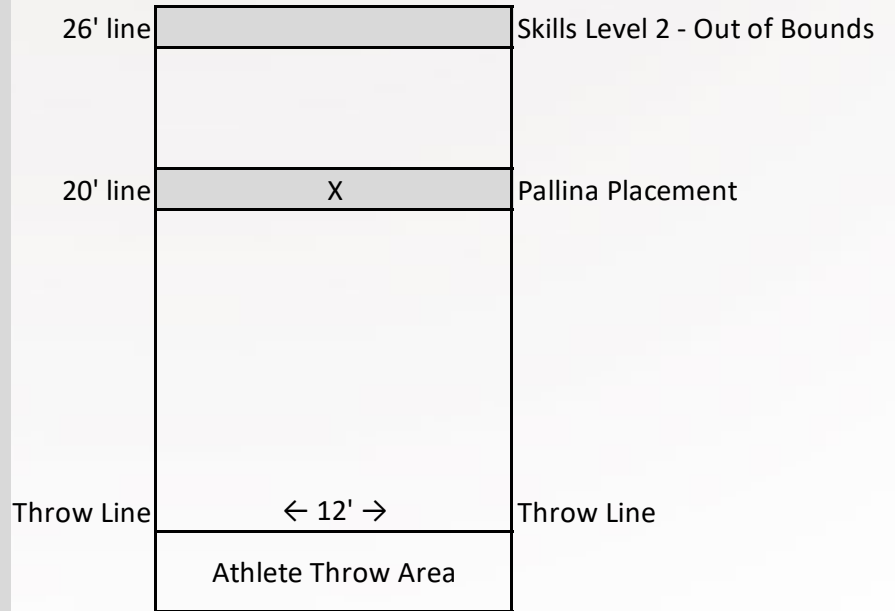 26' line Skills Level 2 - Out of Bounds
20' line X Pallina Placement
Throw Line ← 12' → Throw Line
Athlete Throw Area